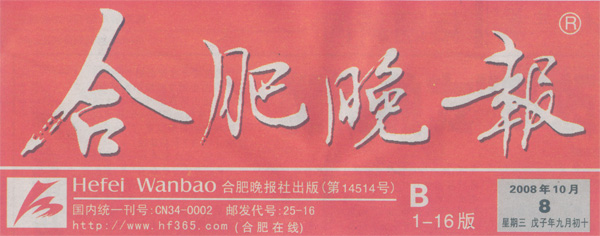 合肥晚報
®
Hefei Wanbao 合肥晚报社出版(第14514号)
国内统一刊号:CN34-0002 邮发代号:25-16
http://www.hf365.com(合肥在线)
B
1-16版
2008年10月
8
星期三 戊子年九月初十